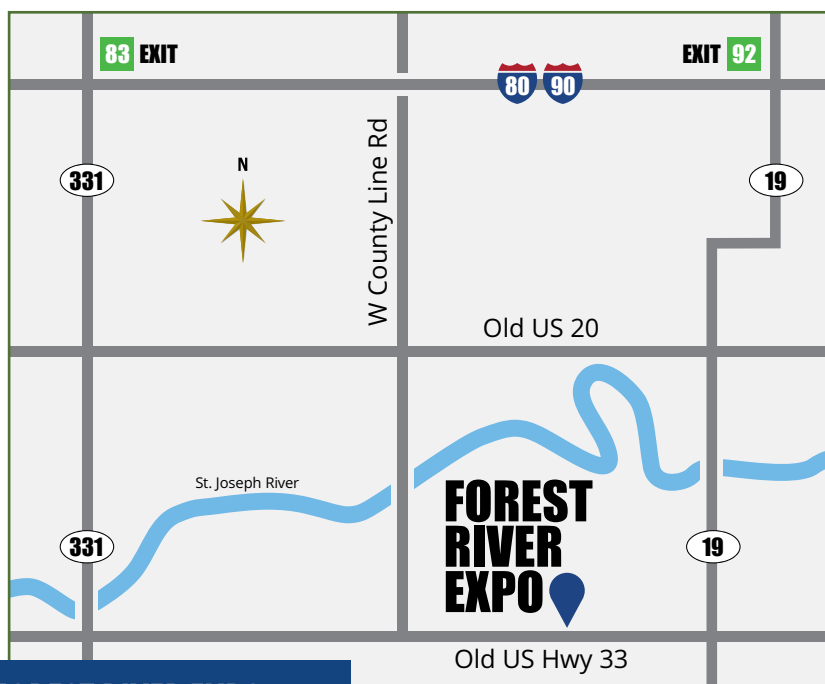 83 EXIT
EXIT 92
80 90
W County Line Rd
N
331
19
Old US 20
St. Joseph River
FOREST
RIVER
EXPO
331
19
Old US Hwy 33